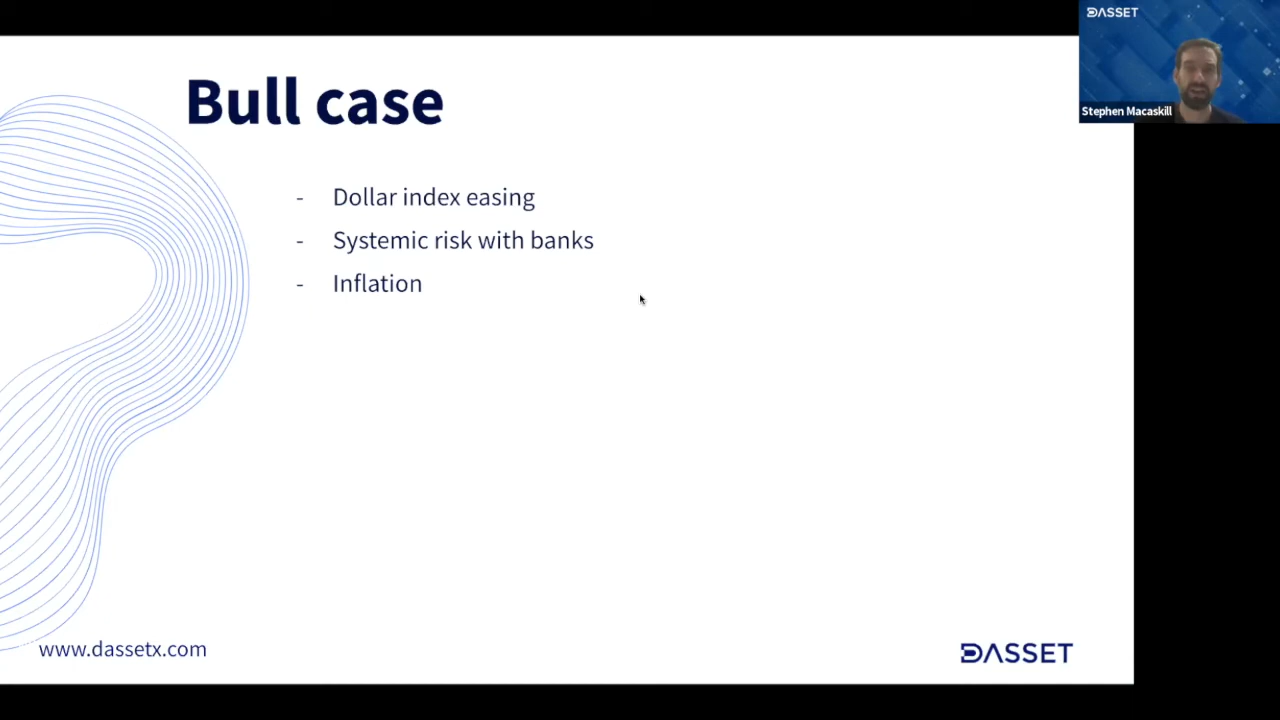 DASSET
Stephen Macaskill
Bull case
- Dollar index easing
- Systemic risk with banks
- Inflation
www.dassetx.com
DASSET